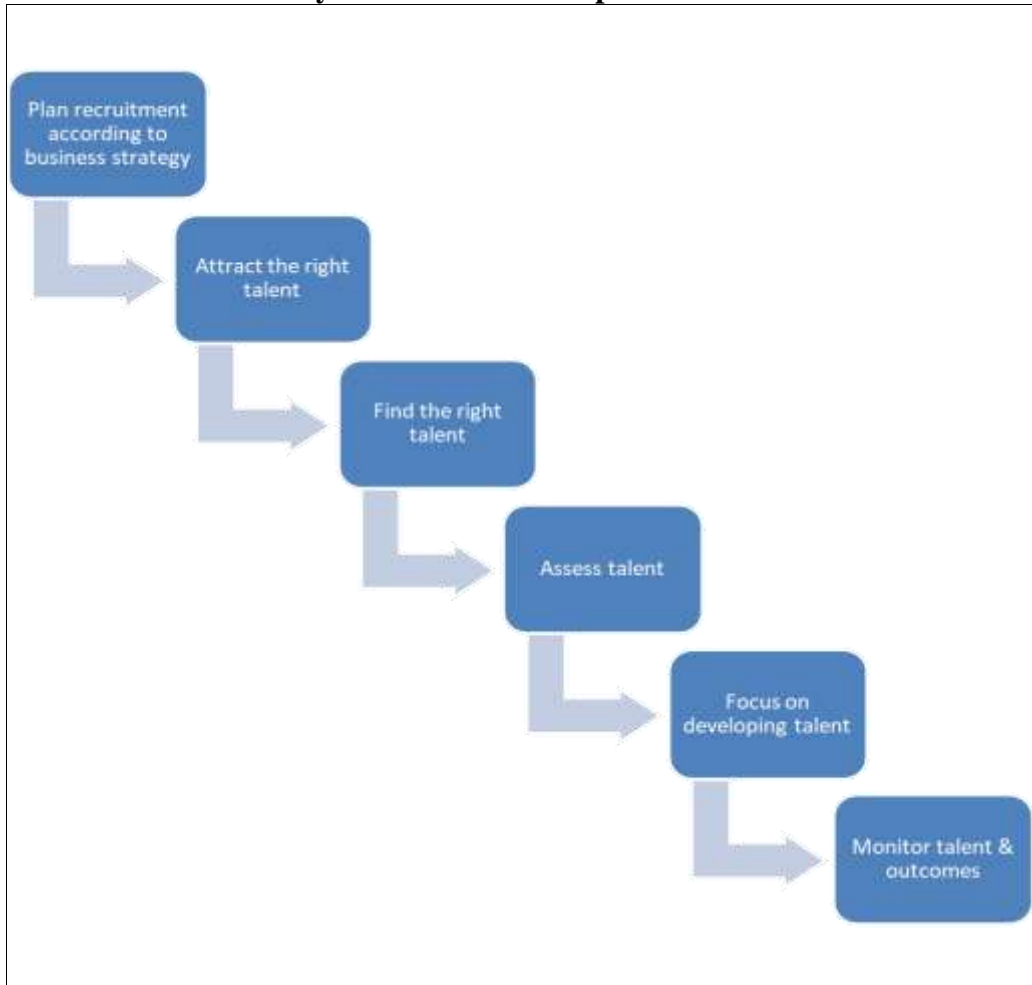 Plan recruitment
according to
business strategy
Attract the right
talent
Find the right
talent
Assess talent
Focus on
developing talent
Monitor talent &
outcomes